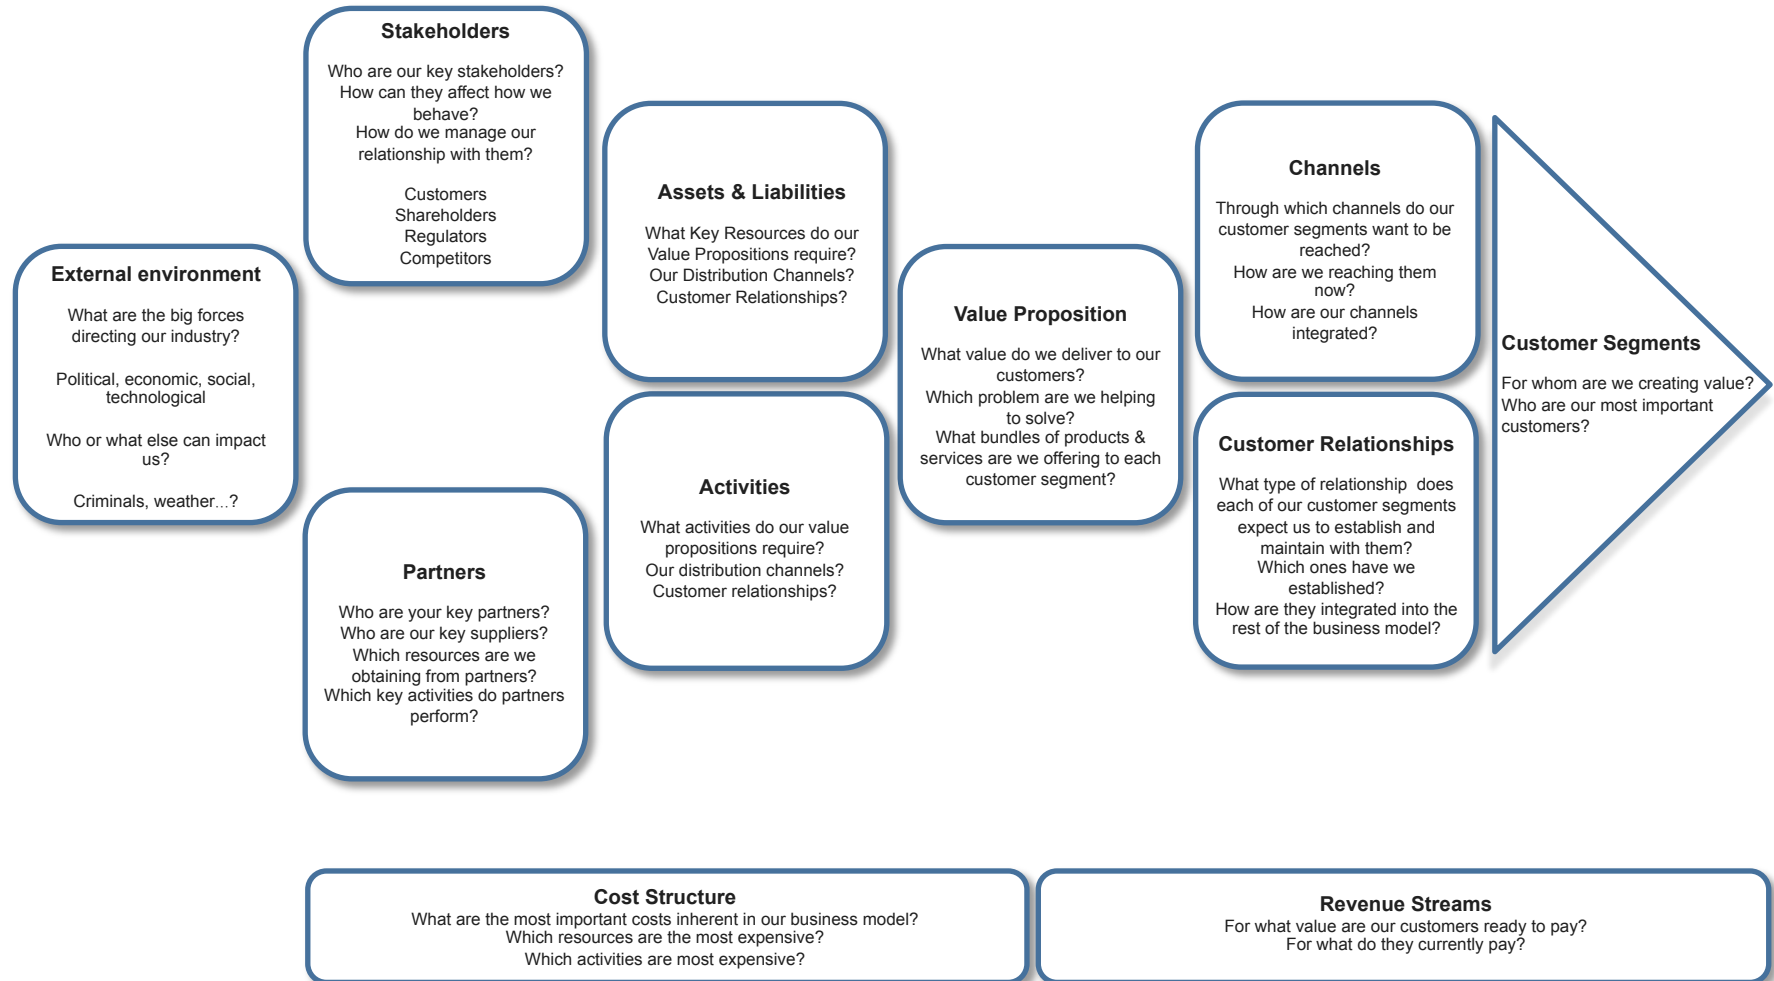 Stakeholders
Who are our key stakeholders?
How can they affect how we
behave?
How do we manage our
relationship with them?
Customers
Shareholders
Regulators
Competitors
External environment
What are the big forces
directing our industry?
Political, economic, social,
technological
Who or what else can impact
us?
Criminals, weather...?
Partners
Who are your key partners?
Who are our key suppliers?
Which resources are we
obtaining from partners?
Which key activities do partners
perform?
Assets & Liabilities
What Key Resources do our
Value Propositions require?
Our Distribution Channels?
Customer Relationships?
Activities
What activities do our value
propositions require?
Our distribution channels?
Customer relationships?
Value Proposition
What value do we deliver to our
customers?
Which problem are we helping
to solve?
What bundles of products &
services are we offering to each
customer segment?
Channels
Through which channels do our
customer segments want to be
reached?
How are we reaching them
now?
How are our channels
integrated?
Customer Relationships
What type of relationship  does
each of our customer segments
expect us to establish and
maintain with them?
Which ones have we
established?
How are they integrated into the
rest of the business model?
Customer Segments
For whom are we creating value?
Who are our most important
customers?
Cost Structure
What are the most important costs inherent in our business model?
Which resources are the most expensive?
Which activities are most expensive?
Revenue Streams
For what value are our customers ready to pay?
For what do they currently pay?